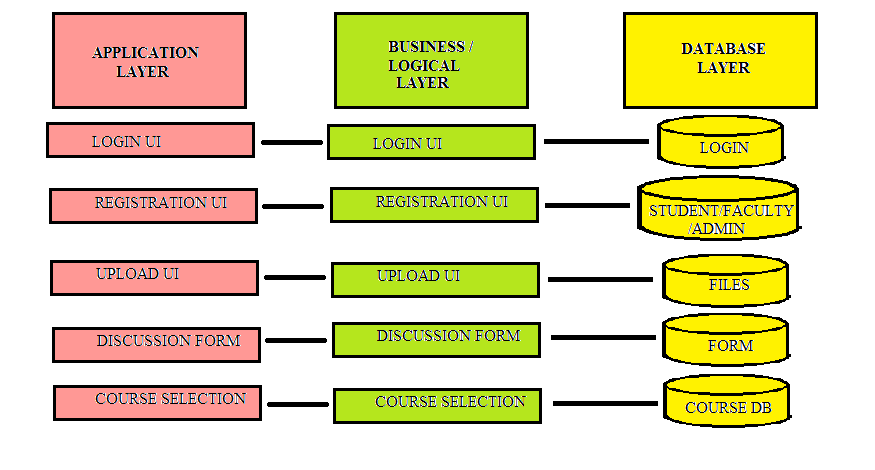 APPLICATION
LAYER
BUSINESS /
LOGICAL
LAYER
DATABASE
LAYER
LOGIN UI
LOGIN UI
LOGIN
REGISTRATION UI
REGISTRATION UI
STUDENT/FACULTY
/ADMIN
UPLOAD UI
UPLOAD UI
FILES
DISCUSSION FORM
DISCUSSION FORM
FORM
COURSE SELECTION
COURSE SELECTION
COURSE DB